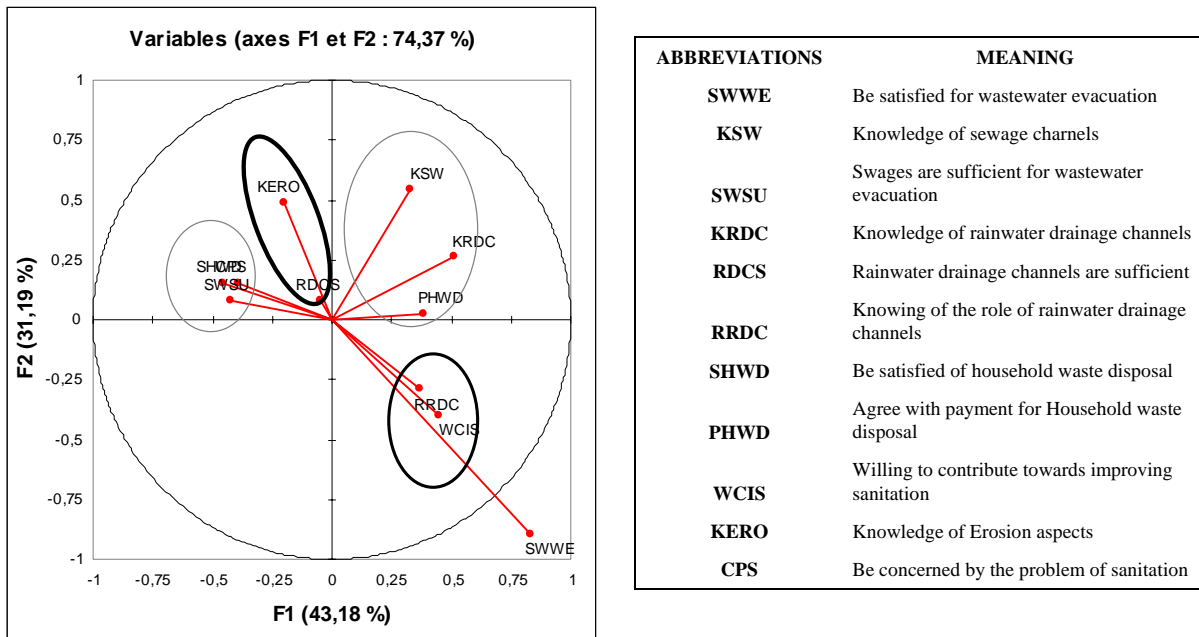 Variables (axes F1 et F2 : 74,37 %)
1
0,75
0,5
0,25
0
-0,25
-0,5
-0,75
-1
F2 (31,19 %)
KERO
KSW
KRDC
SHWD
CPS
SWSU
RDCS
PHWD
RRDC
WCIS
SWWE
-1
-0,75
-0,5
-0,25
0
0,25
0,5
0,75
1
F1 (43,18 %)
ABBREVIATIONS MEANING
SWWE Be satisfied for wastewater evacuation
KSW Knowledge of sewage channels
SWSU Swages are sufficient for wastewater
evacuation
KRDC Knowledge of rainwater drainage channels
RDCS Rainwater drainage channels are sufficient
RRDC Knowing of the role of rainwater drainage
channels
SHWD Be satisfied of household waste disposal
PHWD Agree with payment for Household waste
disposal
WCIS Willing to contribute towards improving
sanitation
KERO Knowledge of Erosion aspects
CPS Be concerned by the problem of sanitation